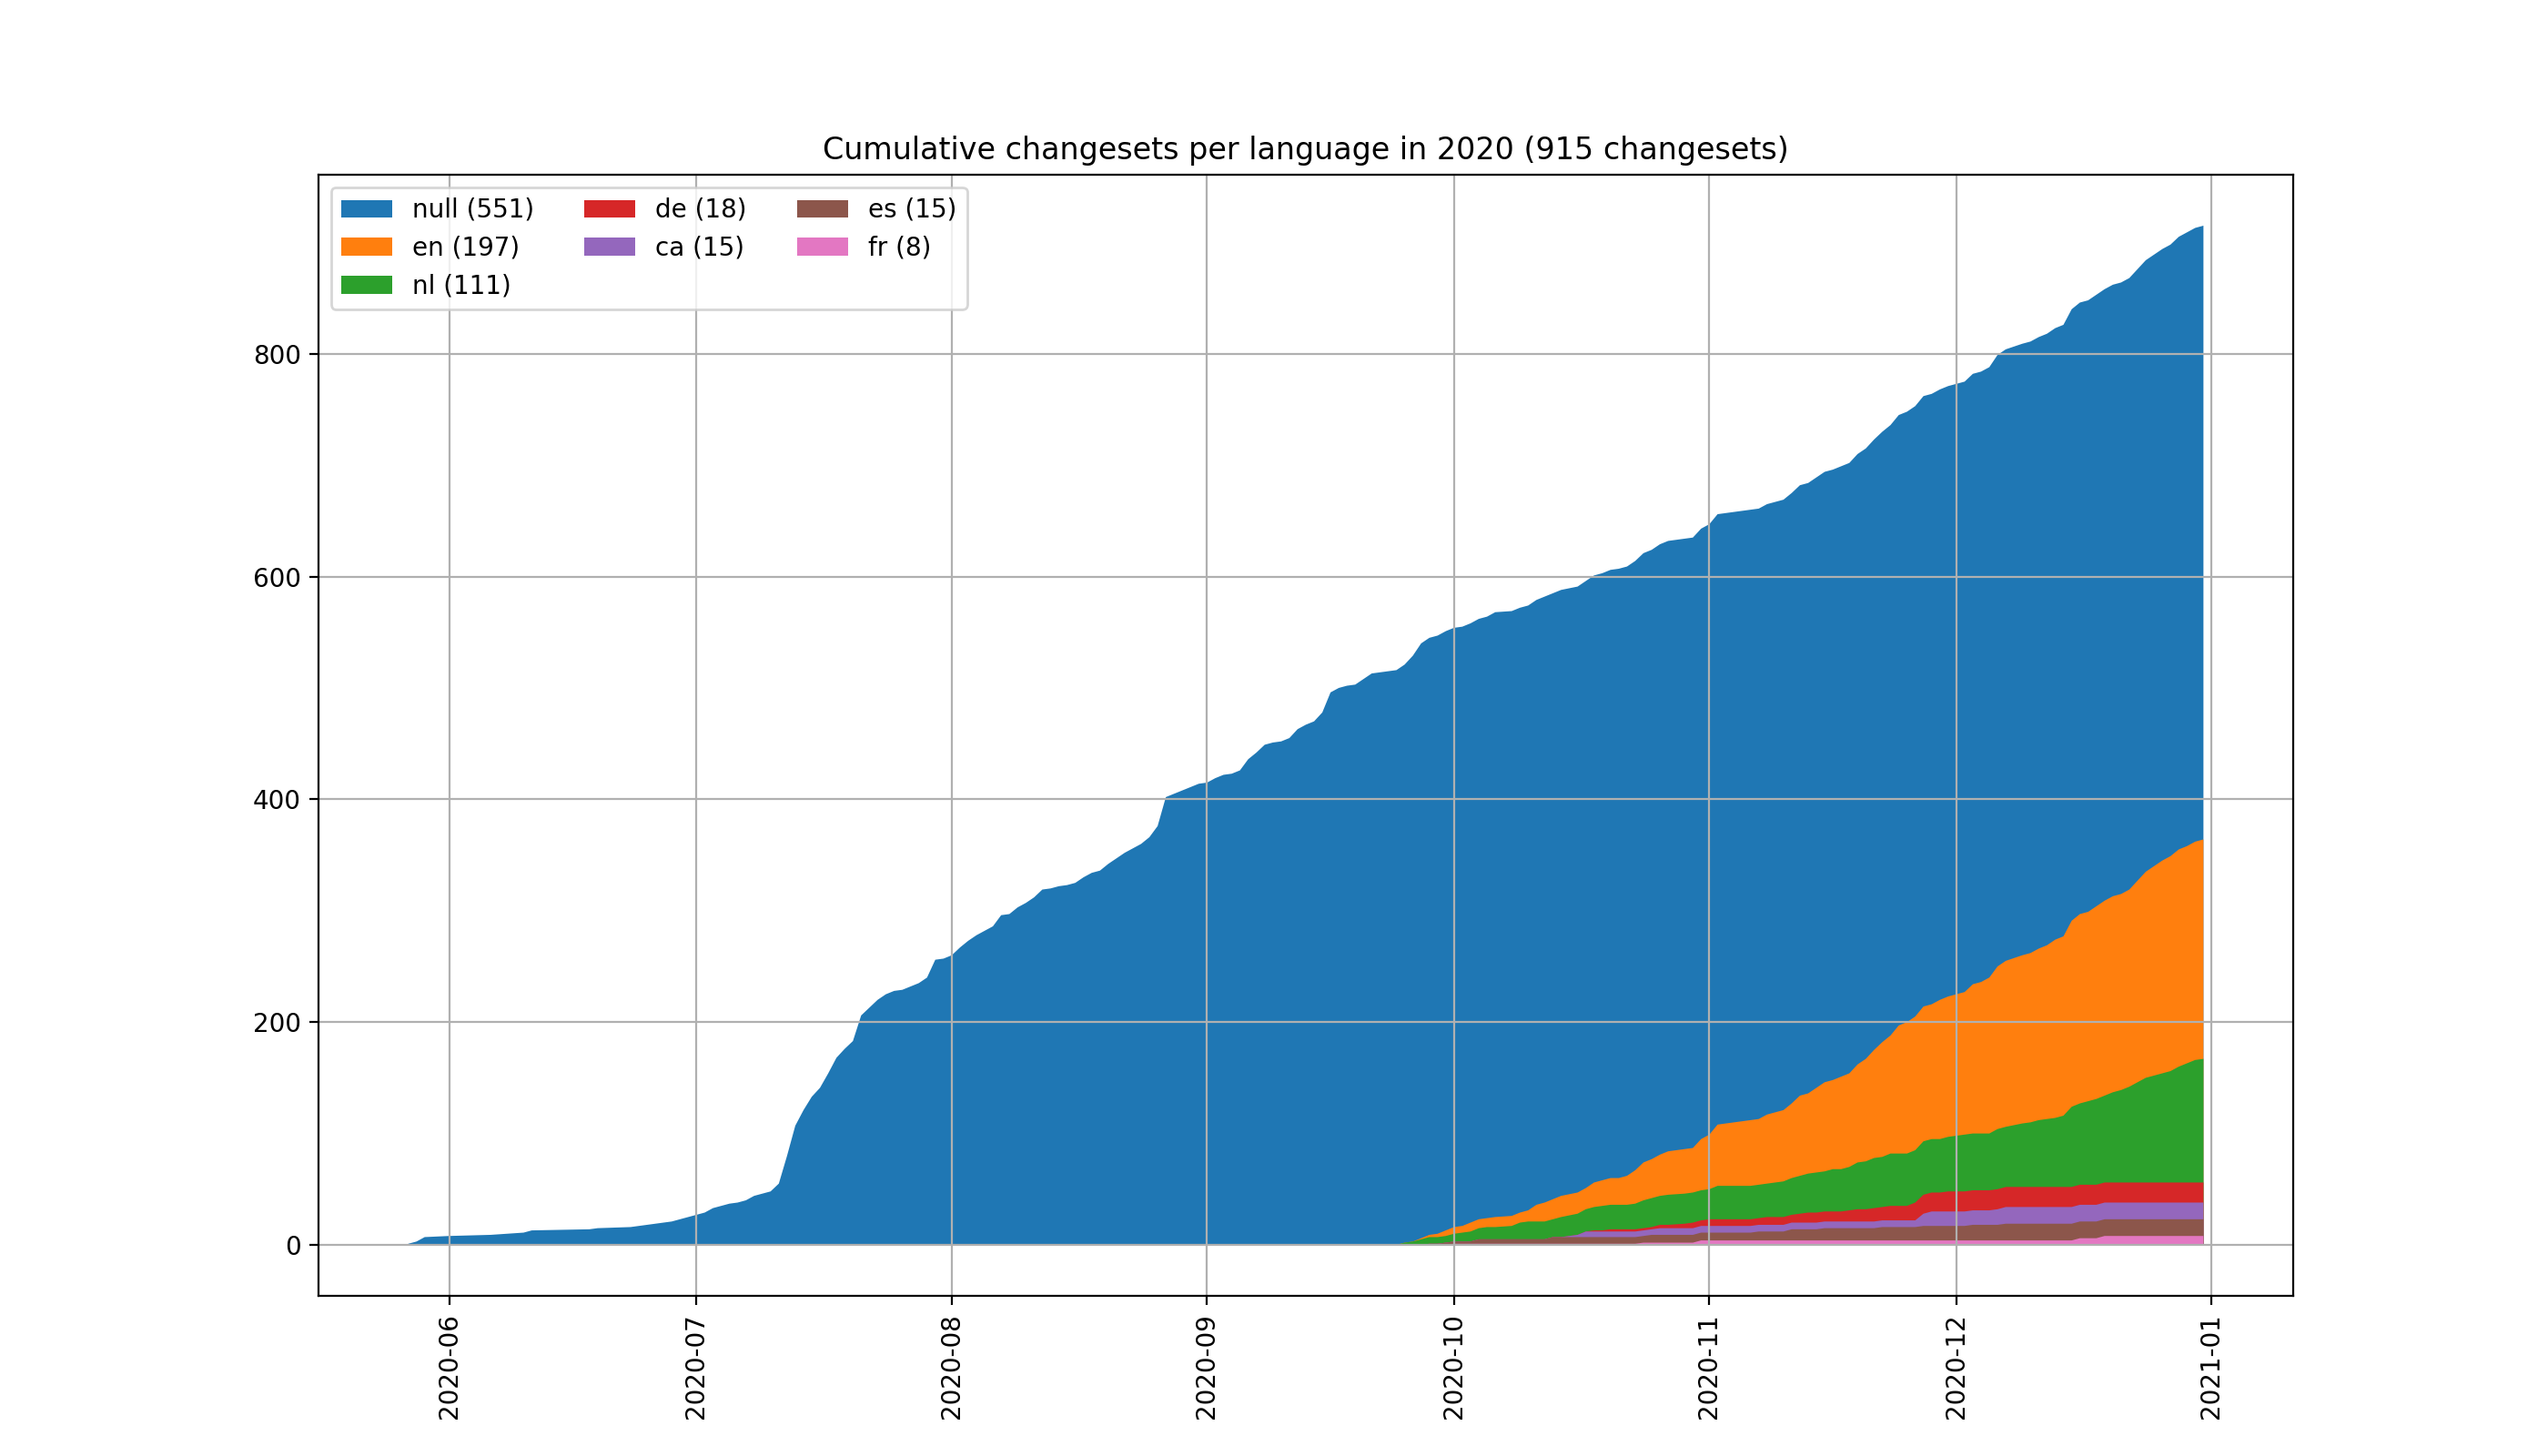 Cumulative changesets per language in 2020 (915 changesets)
null (551)
en (197)
nl (111)
de (18)
ca (15)
es (15)
fr (8)
800
600
400
200
0
2020-06
2020-07
2020-08
2020-09
2020-10
2020-11
2020-12
2021-01